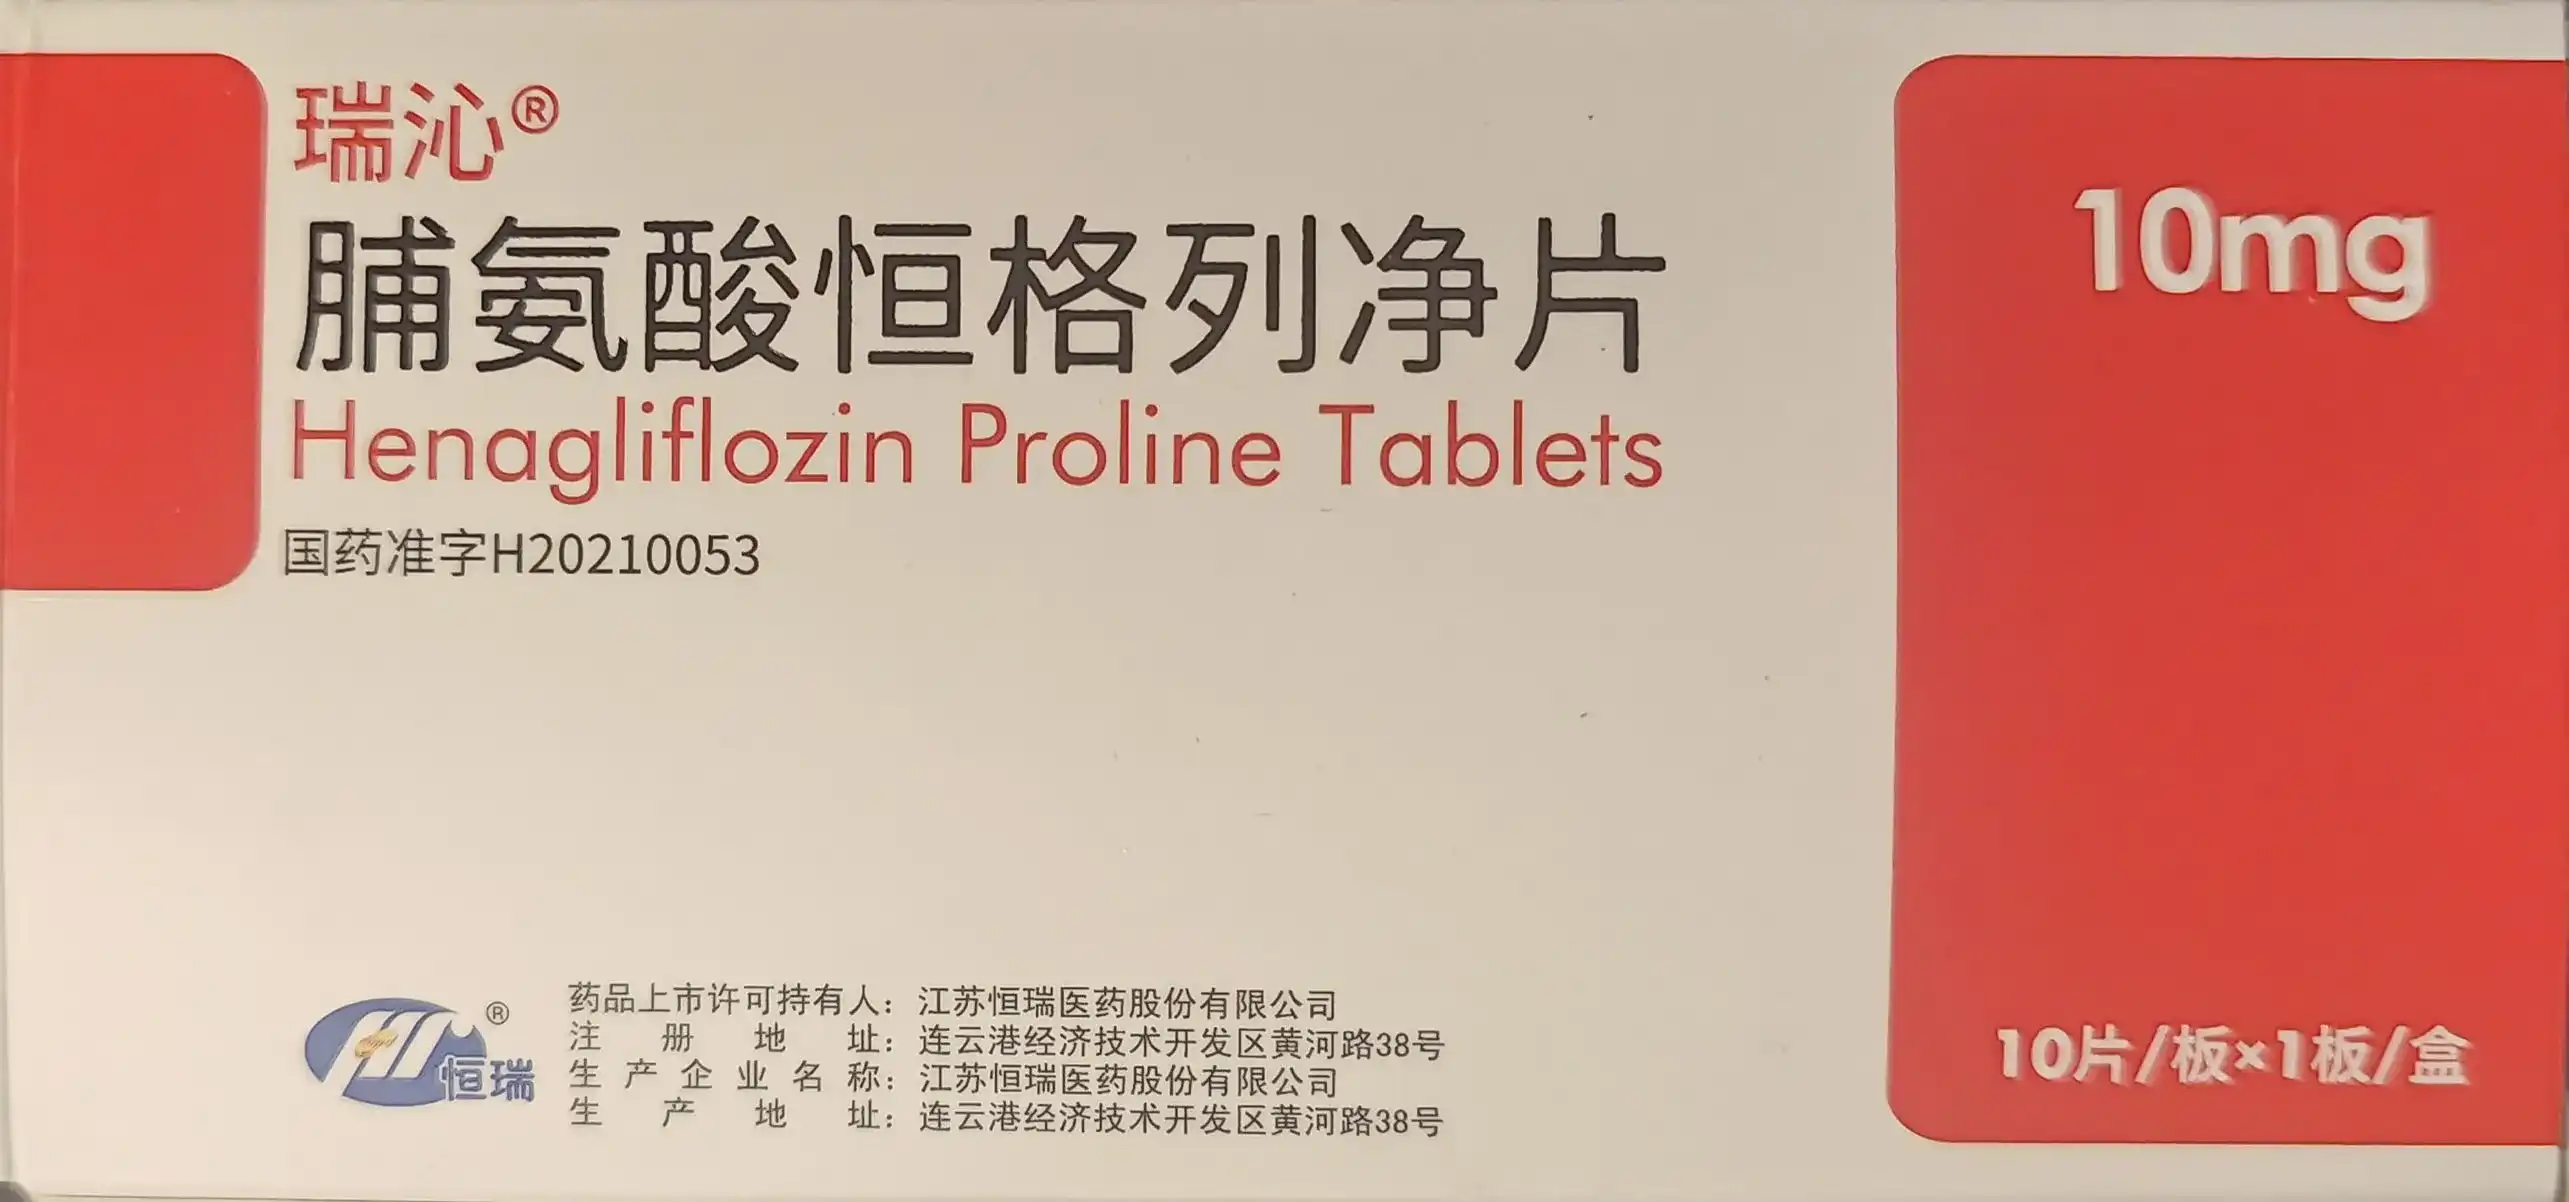 瑞沁®
脯氨酸恒格列净片
Henagliflozin Proline Tablets
国药准字H20210053
10mg
10片/板×1板/盒
恒瑞®
药品上市许可持有人：江苏恒瑞医药股份有限公司
注册地址：连云港经济技术开发区黄河路38号
生产企业名称：江苏恒瑞医药股份有限公司
生产地址：连云港经济技术开发区黄河路38号